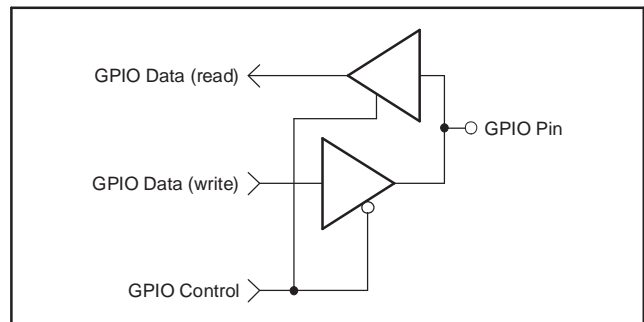 GPIO Data (read)
GPIO Pin
GPIO Data (write)
GPIO Control